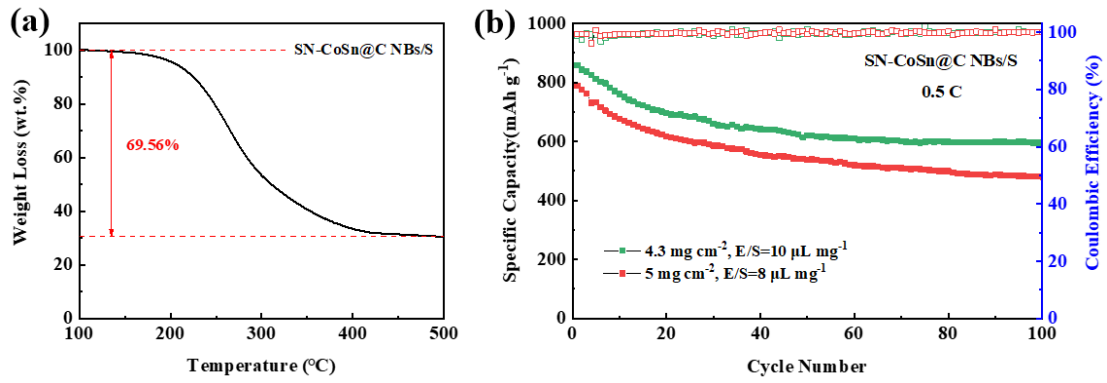 (a)
100
80
60
40
20
0
Weight Loss (wt.%)
SN-CoSn@C NBs/S
69.56%
100 200 300 400 500
Temperature (°C)
(b)
1000
800
600
400
200
0
Specific Capacity(mAh g⁻¹)
SN-CoSn@C NBs/S
0.5 C
4.3 mg cm⁻², E/S=10 μL mg⁻¹
5 mg cm⁻², E/S=8 μL mg⁻¹
0 20 40 60 80 100
Cycle Number
100
80
60
40
20
0
Coulombic Efficiency (%)